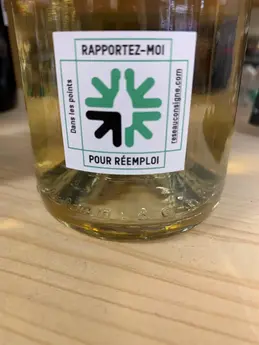 RAPPORTEZ-MOI
Dans les points
reseauconsigne.com
POUR RÉEMPLOI